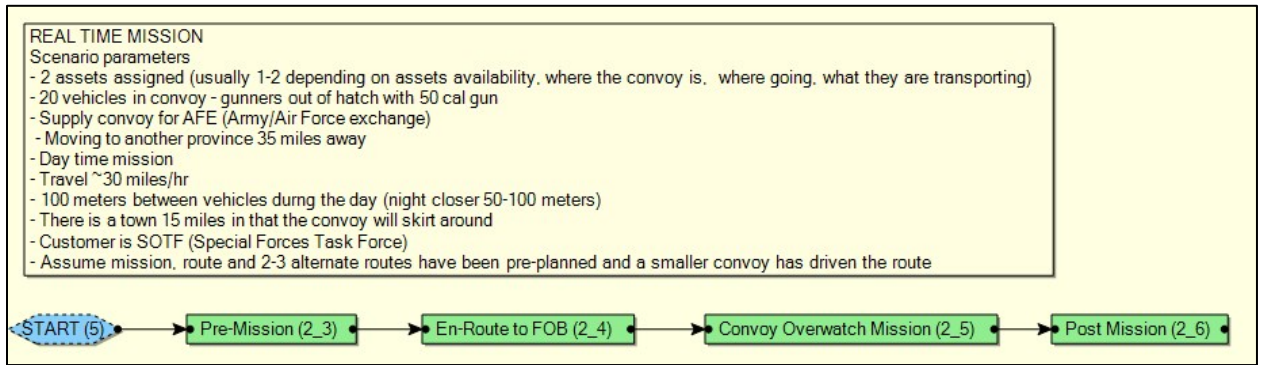 REAL TIME MISSION
Scenario parameters
- 2 assets assigned (usually 1-2 depending on assets availability, where the convoy is,  where going, what they are transporting)
- 20 vehicles in convoy - gunners out of hatch with 50 cal gun
- Supply convoy for AFE (Army/Air Force exchange)
- Moving to another province 35 miles away
- Day time mission
- Travel ~30 miles/hr
- 100 meters between vehicles durng the day (night closer 50-100 meters)
- There is a town 15 miles in that the convoy will skirt around
- Customer is SOTF (Special Forces Task Force)
- Assume mission, route and 2-3 alternate routes have been pre-planned and a smaller convoy has driven the route
START (5) Pre-Mission (2_3) En-Route to FOB (2_4) Convoy Overwatch Mission (2_5) Post Mission (2_6)